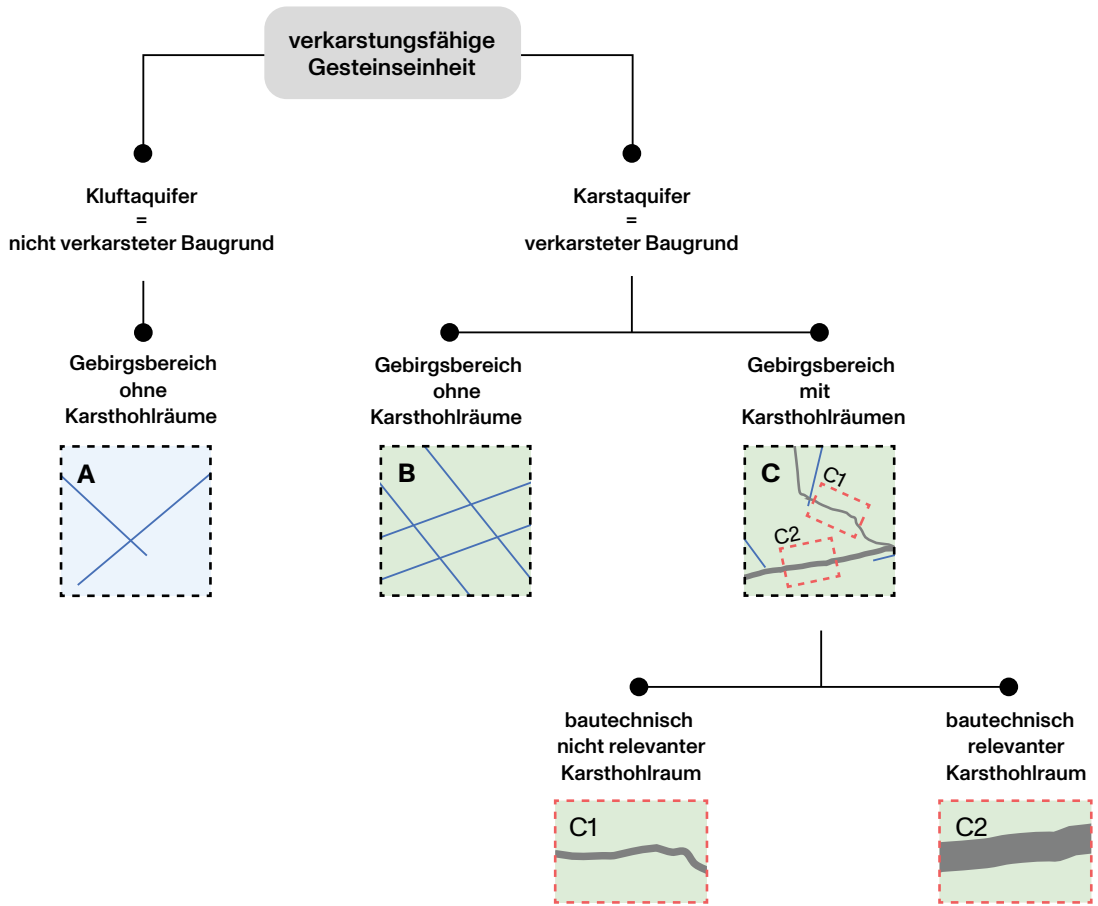 verkarstungsfähige
Gesteinseinheit
Kluftaquifer
=
nicht verkarsteter Baugrund
Karstaquifer
=
verkarsteter Baugrund
Gebirgsbereich
ohne
Karsthohlräume
Gebirgsbereich
ohne
Karsthohlräume
Gebirgsbereich
mit
Karsthohlräumen
A
B
C
C1
C2
bautechnisch
nicht relevanter
Karsthohlraum
bautechnisch
relevanter
Karsthohlraum
C1
C2